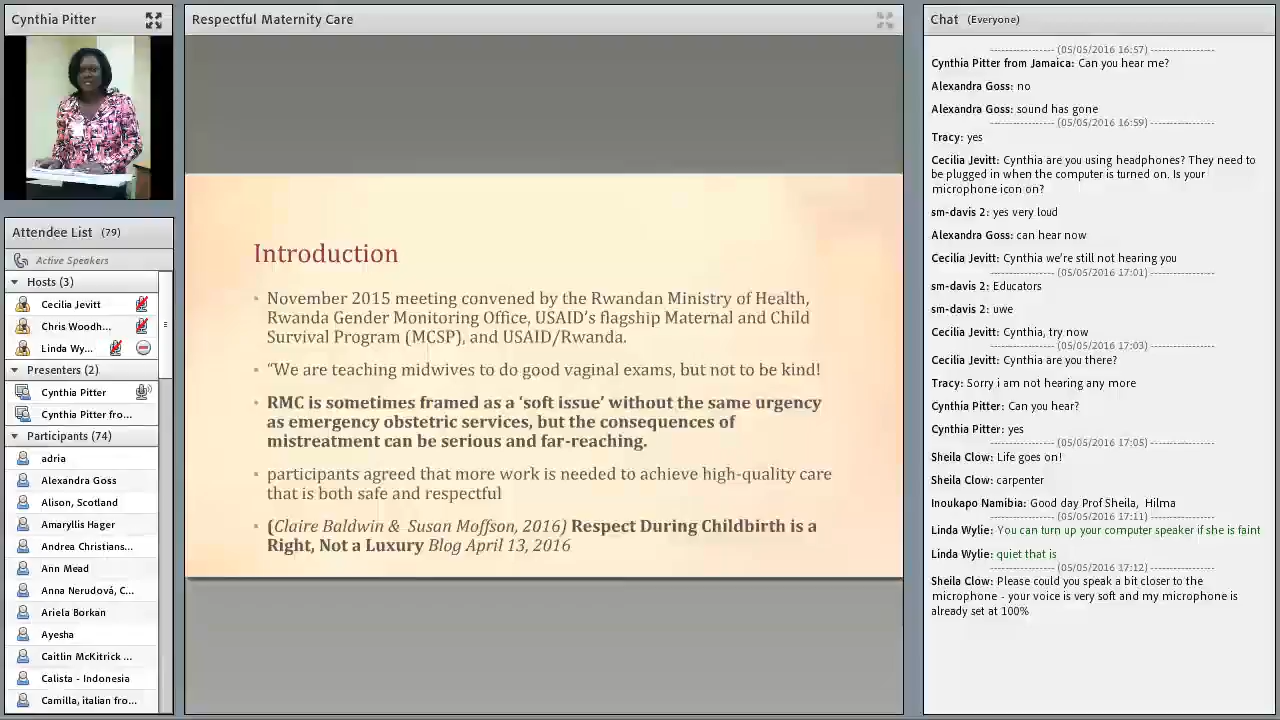 Cynthia Pitter
Attendee List (79)
Active Speakers
Hosts (3)
Cecilia Jevitt
Chris Woodh...
Linda Wy...
Presenters (2)
Cynthia Pitter
Cynthia Pitter fro...
Participants (74)
adria
Alexandra Goss
Alison, Scotland
Amaryllis Hager
Andrea Christians...
Ann Mead
Anna Nerudová, C...
Ariela Borkan
Ayesha
Caitlin McKitrick ...
Calista - Indonesia
Camilla, italian fro...
Respectful Maternity Care
Introduction
November 2015 meeting convened by the Rwandan Ministry of Health,
Rwanda Gender Monitoring Office, USAID's flagship Maternal and Child
Survival Program (MCSP), and USAID/Rwanda.
“We are teaching midwives to do good vaginal exams, but not to be kind!
RMC is sometimes framed as a ‘soft issue’ without the same urgency
as emergency obstetric services, but the consequences of
mistreatment can be serious and far-reaching.
participants agreed that more work is needed to achieve high-quality care
that is both safe and respectful
(Claire Baldwin & Susan Moffson, 2016) Respect During Childbirth is a
Right, Not a Luxury Blog April 13, 2016
Chat (Everyone)
------------------ (05/05/2016 16:57) ------------------
Cynthia Pitter from Jamaica: Can you hear me?
Alexandra Goss: no
Alexandra Goss: sound has gone
------------------ (05/05/2016 16:59) ------------------
Tracy: yes
Cecilia Jevitt: Cynthia are you using headphones? They need to
be plugged in when the computer is turned on. Is your
microphone icon on?
sm-davis 2: yes very loud
Alexandra Goss: can hear now
Cecilia Jevitt: Cynthia we're still not hearing you
------------------ (05/05/2016 17:01) ------------------
sm-davis 2: Educators
sm-davis 2: uwe
Cecilia Jevitt: Cynthia, try now
------------------ (05/05/2016 17:03) ------------------
Cecilia Jevitt: Cynthia are you there?
Tracy: Sorry i am not hearing any more
Cynthia Pitter: Can you hear?
Cynthia Pitter: yes
------------------ (05/05/2016 17:05) ------------------
Sheila Clow: Life goes on!
Sheila Clow: carpenter
Inoukapo Namibia: Good day Prof Sheila, Hilma
------------------ (05/05/2016 17:11) ------------------
Linda Wylie: You can turn up your computer speaker if she is faint
Linda Wylie: quiet that is
------------------ (05/05/2016 17:12) ------------------
Sheila Clow: Please could you speak a bit closer to the
microphone - your voice is very soft and my microphone is
already set at 100%